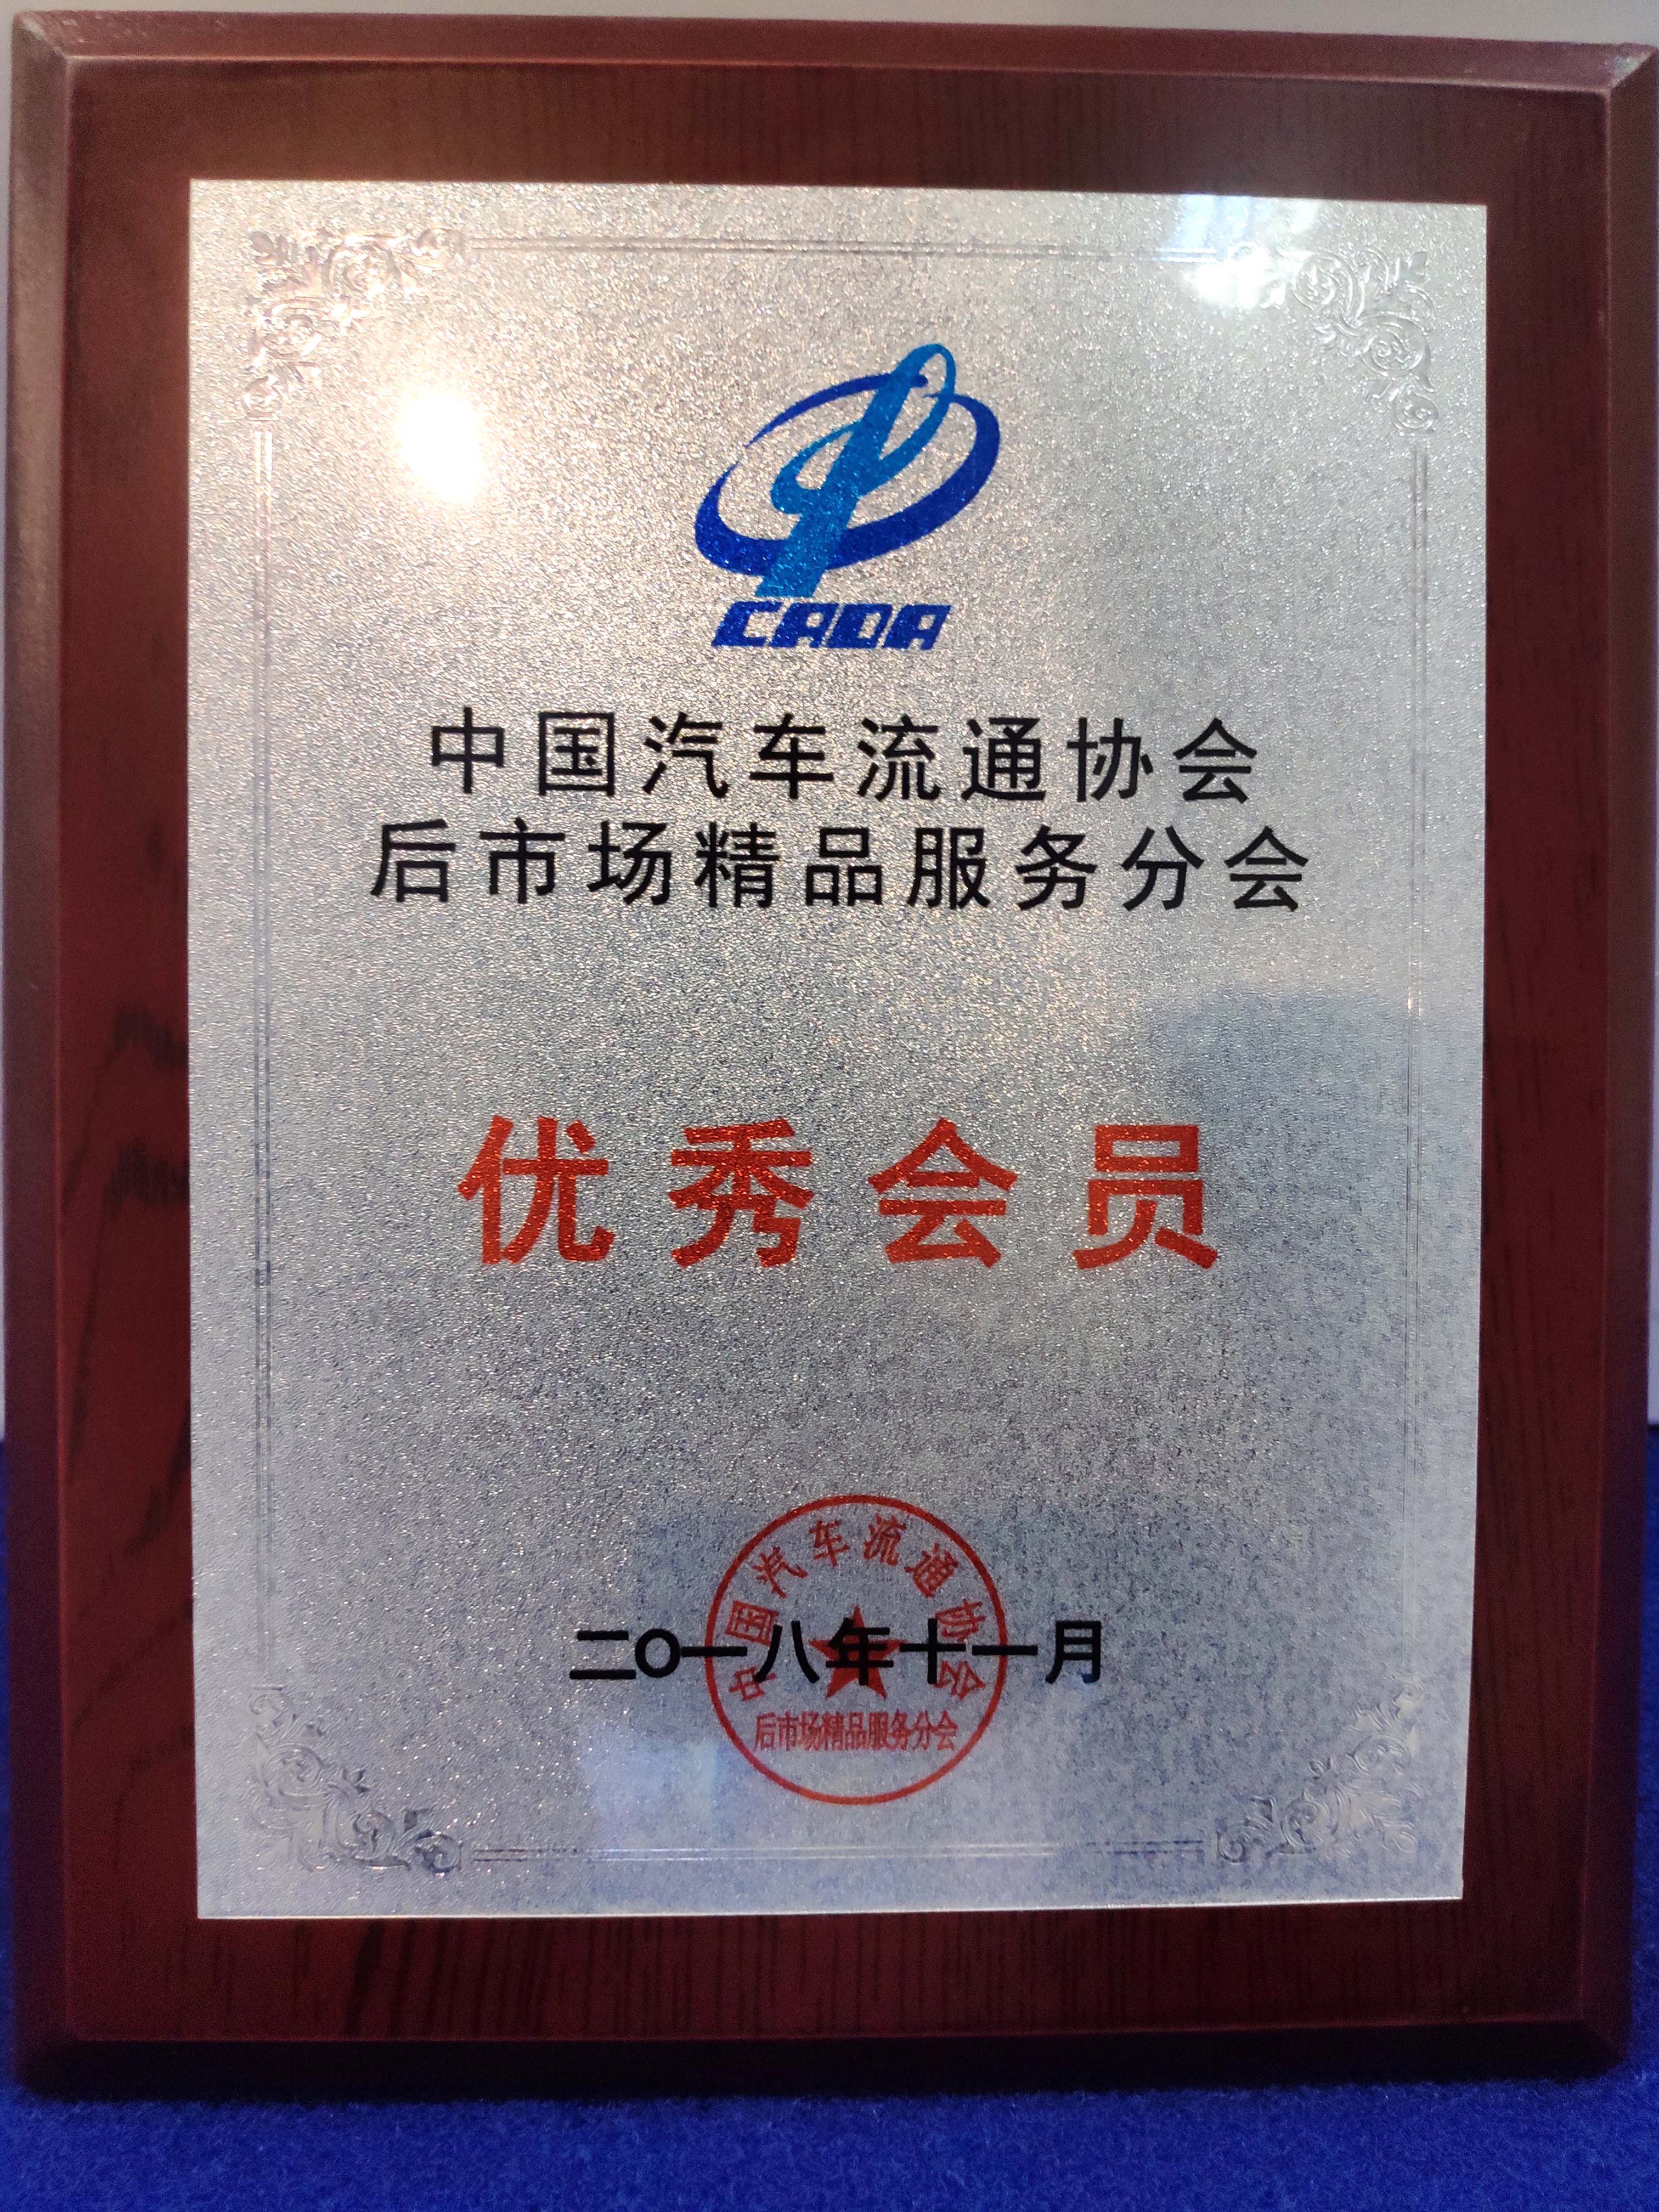 CADA
中国汽车流通协会
后市场精品服务分会
优秀会员
二〇一八年十一月
中国汽车流通协会
后市场精品服务分会